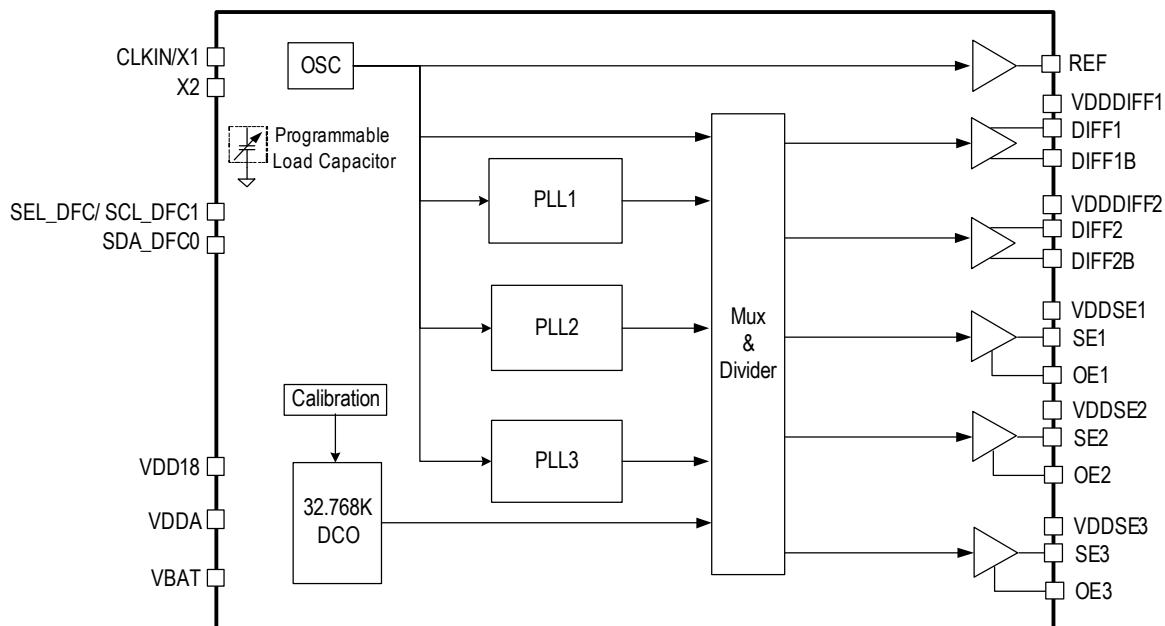 CLKIN/X1
X2
SEL_DFC/ SCL_DFC1
SDA_DFC0
VDD18
VDDA
VBAT
OSC
Programmable
Load Capacitor
Calibration
32.768K
DCO
PLL1
PLL2
PLL3
Mux
&
Divider
REF
VDDDIFF1
DIFF1
DIFF1B
VDDDIFF2
DIFF2
DIFF2B
VDDSE1
SE1
OE1
VDDSE2
SE2
OE2
VDDSE3
SE3
OE3